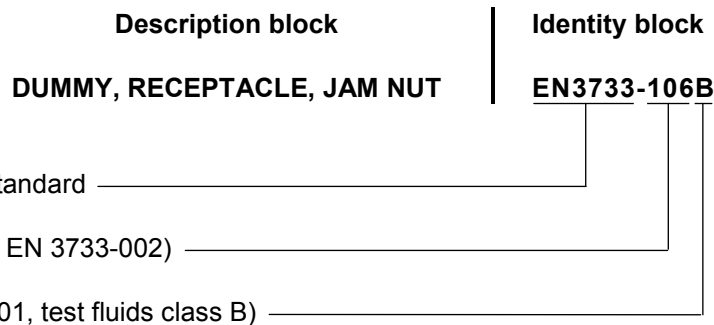 Description block Identity block
DUMMY, RECEPTACLE, JAM NUT EN3733-106B
tandard
EN 3733-002)
01, test fluids class B)